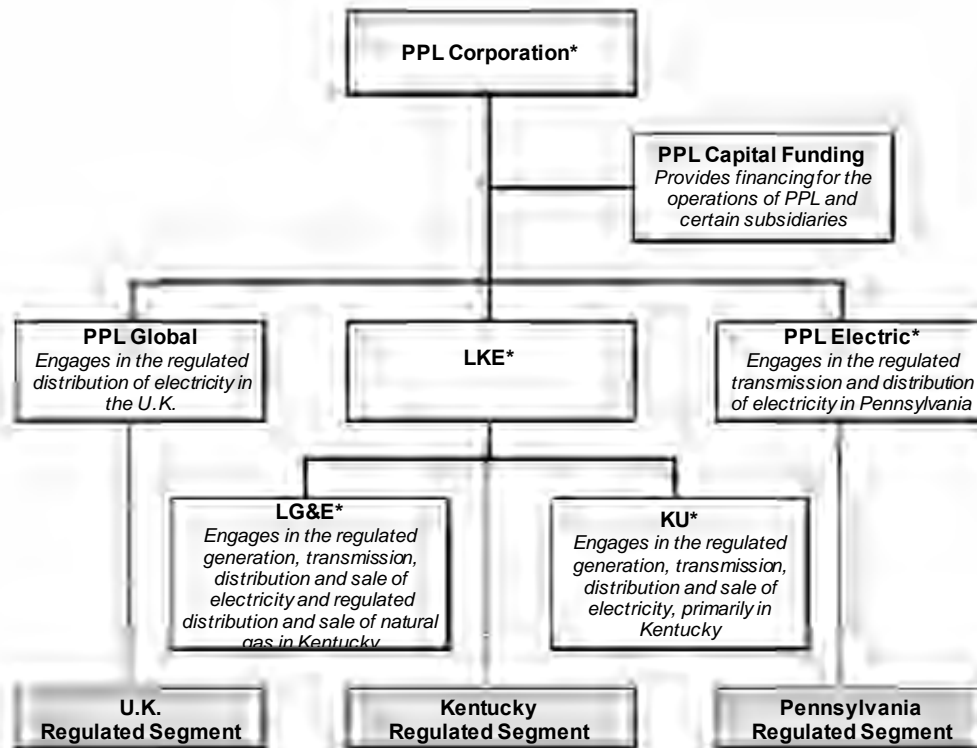 PPL Corporation*
PPL Capital Funding
Provides financing for the
operations of PPL and
certain subsidiaries
PPL Global
Engages in the regulated
distribution of electricity in
the U.K.
LKE*
PPL Electric*
Engages in the regulated
transmission and distribution
of electricity in Pennsylvania
LG&E*
Engages in the regulated
generation, transmission,
distribution and sale of
electricity and regulated
distribution and sale of natural
gas in Kentucky
KU*
Engages in the regulated
generation, transmission,
distribution and sale of
electricity, primarily in
Kentucky
U.K.
Regulated Segment
Kentucky
Regulated Segment
Pennsylvania
Regulated Segment